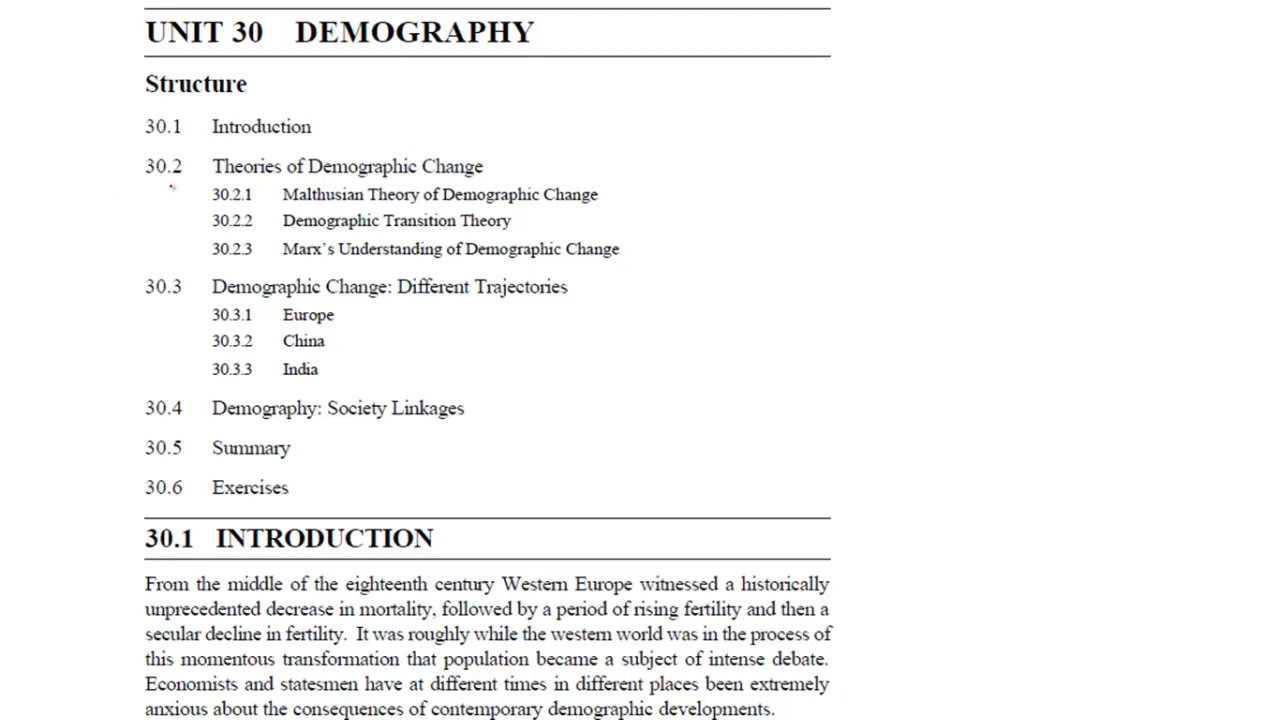 UNIT 30 DEMOGRAPHY
Structure
30.1 Introduction
30.2 Theories of Demographic Change
30.2.1 Malthusian Theory of Demographic Change
30.2.2 Demographic Transition Theory
30.2.3 Marx's Understanding of Demographic Change
30.3 Demographic Change: Different Trajectories
30.3.1 Europe
30.3.2 China
30.3.3 India
30.4 Demography: Society Linkages
30.5 Summary
30.6 Exercises
30.1 INTRODUCTION
From the middle of the eighteenth century Western Europe witnessed a historically
unprecedented decrease in mortality, followed by a period of rising fertility and then a
secular decline in fertility. It was roughly while the western world was in the process of
this momentous transformation that population became a subject of intense debate.
Economists and statesmen have at different times in different places been extremely
anxious about the consequences of contemporary demographic developments.